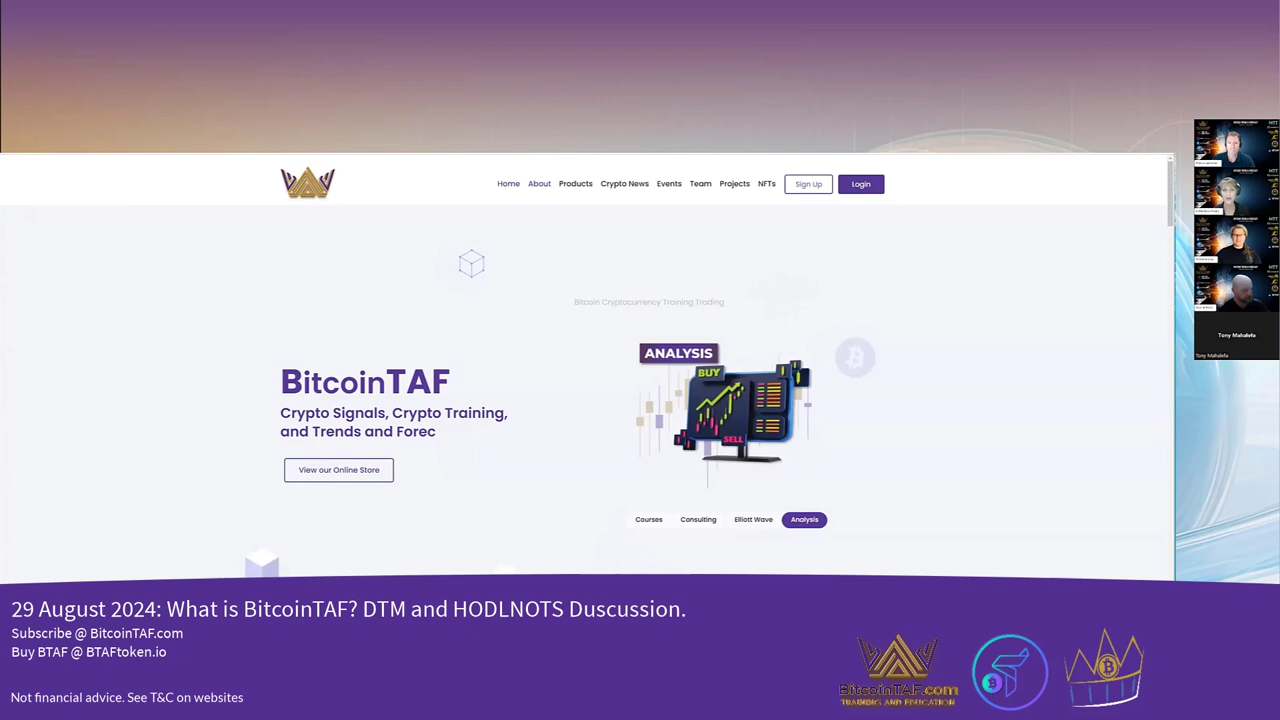 Home About Products Crypto News Events Team Projects NFTs Sign Up Login
Bitcoin Cryptocurrency Training Trading
ANALYSIS
BUY
SELL
BitcoinTAF
Crypto Signals, Crypto Training,
and Trends and Forec
View our Online Store
Courses Consulting Elliott Wave Analysis
Tony Mahalefa
Tony Mahalefa
29 August 2024: What is BitcoinTAF? DTM and HODLNOTS Duscussion.
Subscribe @ BitcoinTAF.com
Buy BTAF @ BTAFtoken.io
Not financial advice. See T&C on websites
BitcoinTAF.com
TRAINING AND EDUCATION